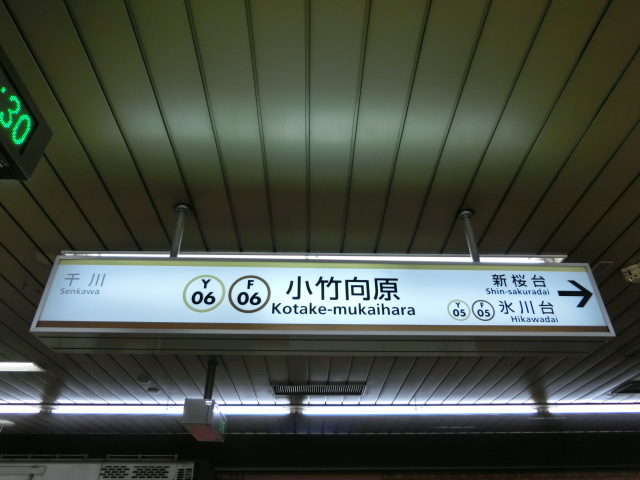 :30
千川
Senkawa
Y
06
F
06
小竹向原
Kotake-mukaihara
新桜台
Shin-sakuradai
Y
05
F
05
氷川台
Hikawadai